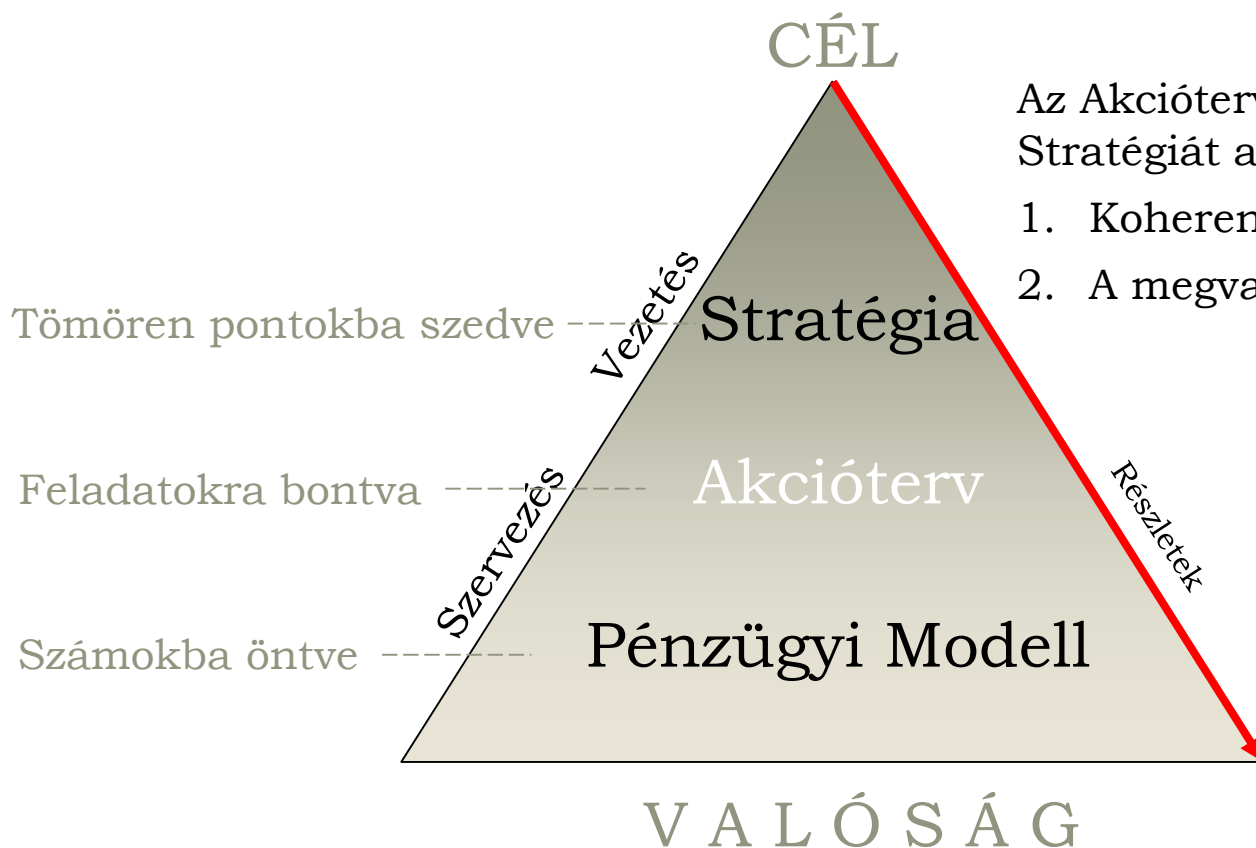 CÉL
Az Akcióterv
Stratégiát a
1. Koheren
2. A megva
Vezetés
Tömören pontokba szedve
Stratégia
Feladatokra bontva
Akcióterv
Részletek
Szervezés
Számokba öntve
Pénzügyi Modell
V A L Ó S Á G